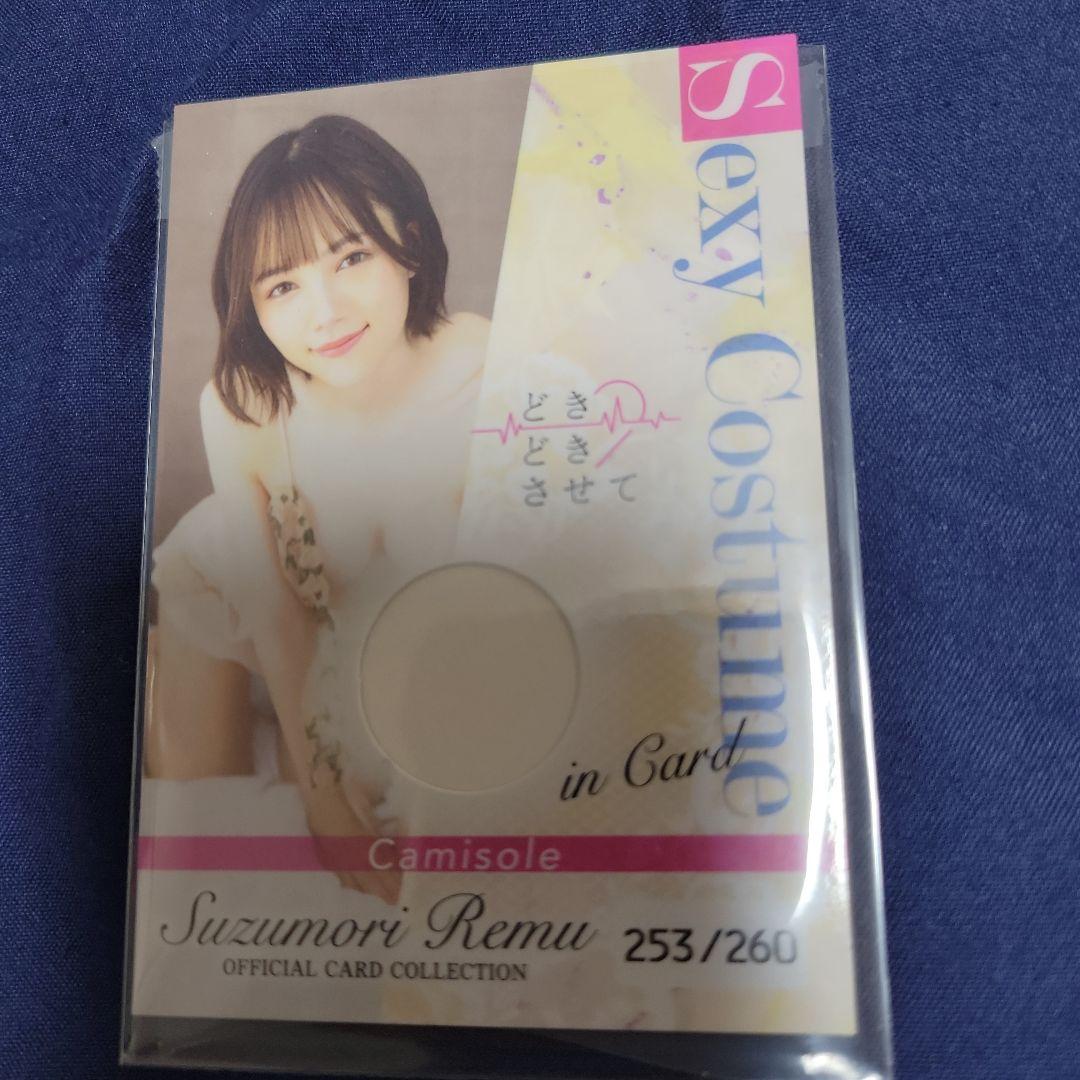 Sexy Costume
in Card
どき
どき
させて
Camisole
Suzumori Remu
OFFICIAL CARD COLLECTION
253/260